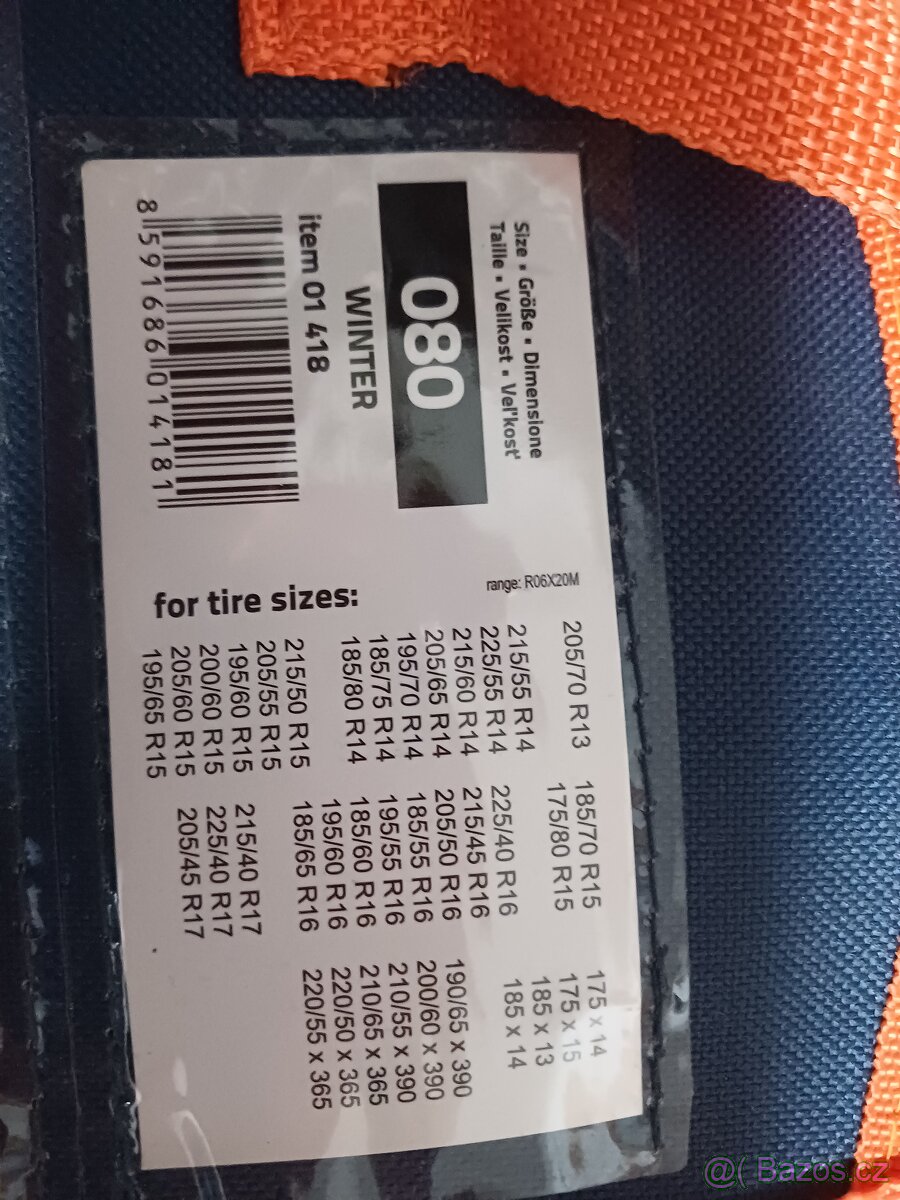 Size • Größe • Dimensione
Taille • Velikost • Vel'kost'
080
WINTER
item 01 418
8 591686 014181
range: R06X20M
for tire sizes:
205/70 R13
215/55 R14
225/55 R14
215/60 R14
205/65 R14
195/70 R14
185/75 R14
185/80 R14
215/50 R15
205/55 R15
195/60 R15
200/60 R15
205/60 R15
195/65 R15
185/70 R15
175/80 R15
225/40 R16
215/45 R16
205/50 R16
185/55 R16
195/55 R16
185/60 R16
195/60 R16
185/65 R16
215/40 R17
225/40 R17
205/45 R17
175 x 14
175 x 15
185 x 13
185 x 14
190/65 x 390
200/60 x 390
210/55 x 390
210/65 x 365
220/50 x 365
220/55 x 365
@( Bazos.cz